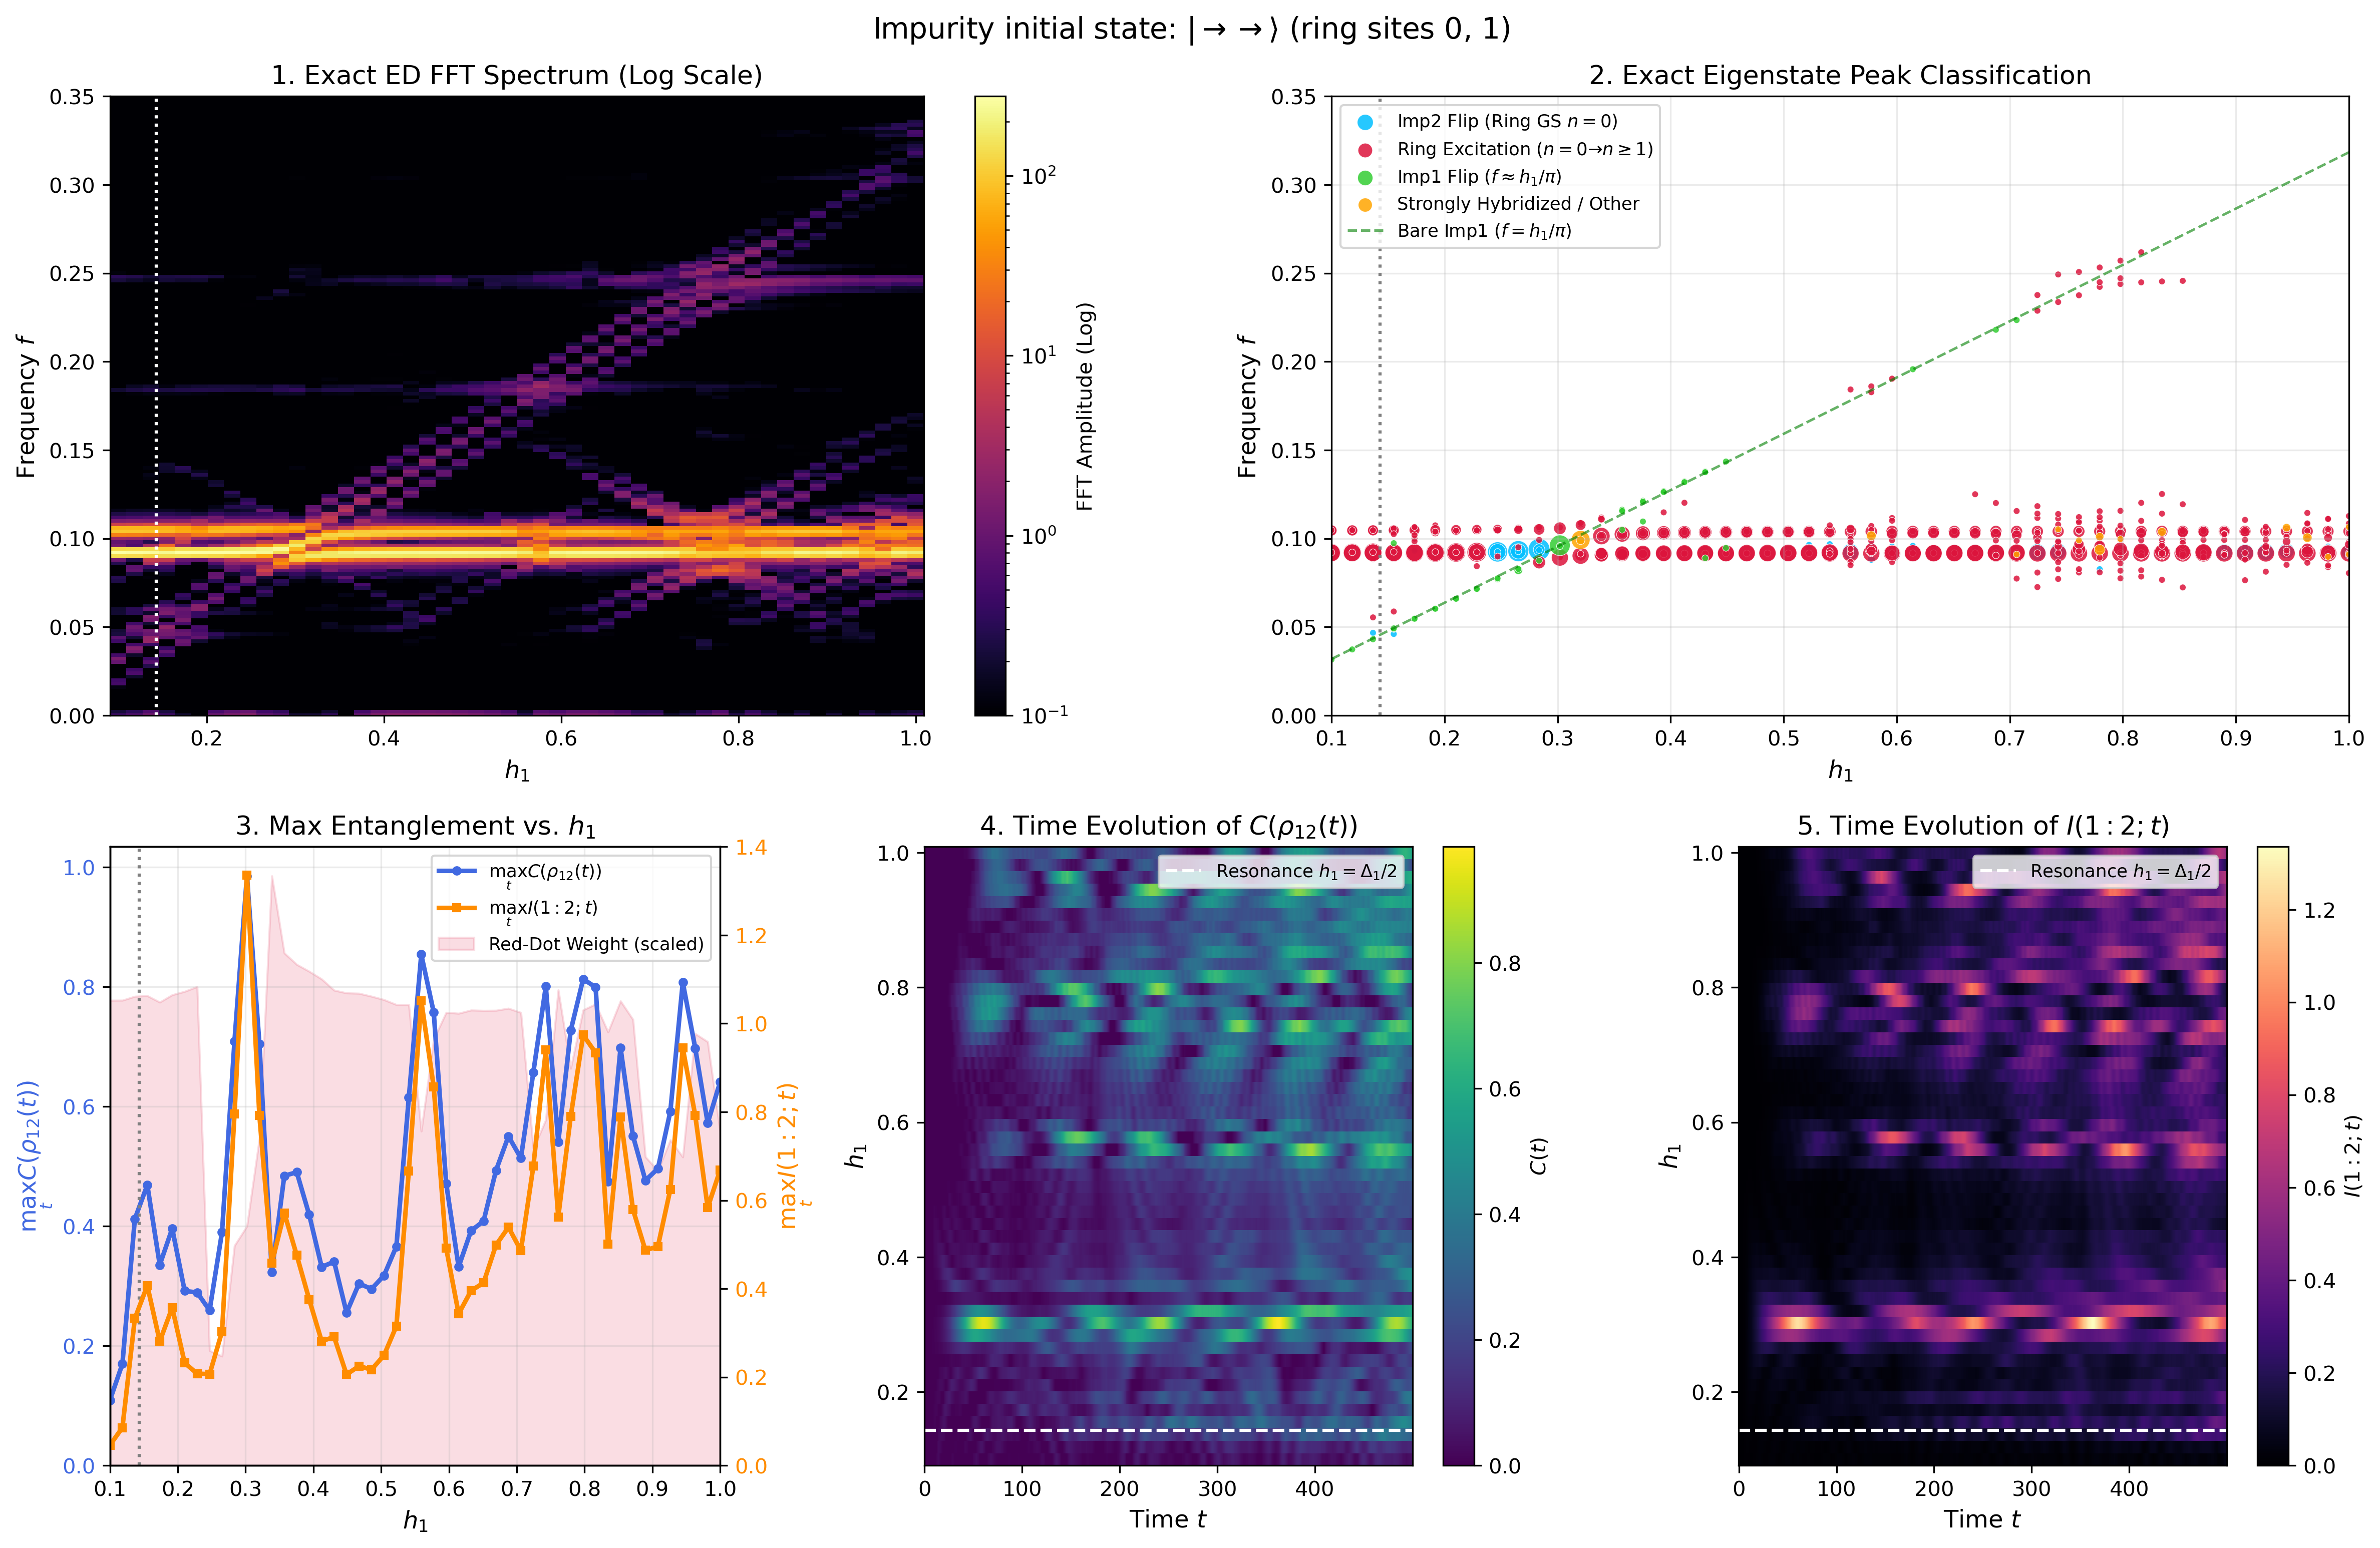 Impurity initial state: |→→⟩ (ring sites 0, 1)
1. Exact ED FFT Spectrum (Log Scale)
0.35
0.30
0.25
0.20
0.15
0.10
0.05
0.00
Frequency f
0.2
0.4
0.6
0.8
1.0
h₁
10²
10¹
10⁰
10⁻¹
FFT Amplitude (Log)
2. Exact Eigenstate Peak Classification
Imp2 Flip (Ring GS n = 0)
Ring Excitation (n = 0→n ≥ 1)
Imp1 Flip (f ≈ h₁/π)
Strongly Hybridized / Other
Bare Imp1 (f = h₁/π)
0.35
0.30
0.25
0.20
0.15
0.10
0.05
0.00
Frequency f
0.1
0.2
0.3
0.4
0.5
0.6
0.7
0.8
0.9
1.0
h₁
3. Max Entanglement vs. h₁
max C(ρ₁₂(t))
t
max I(1 : 2; t)
t
Red-Dot Weight (scaled)
1.0
0.8
0.6
0.4
0.2
0.0
max C(ρ₁₂(t))
t
1.4
1.2
1.0
0.8
0.6
0.4
0.2
0.0
max I(1 : 2; t)
t
0.1
0.2
0.3
0.4
0.5
0.6
0.7
0.8
0.9
1.0
h₁
4. Time Evolution of C(ρ₁₂(t))
Resonance h₁ = Δ₁/2
1.0
0.8
0.6
0.4
0.2
h₁
0
100
200
300
400
Time t
0.8
0.6
0.4
0.2
0.0
C(t)
5. Time Evolution of I(1 : 2; t)
Resonance h₁ = Δ₁/2
1.0
0.8
0.6
0.4
0.2
h₁
0
100
200
300
400
Time t
1.2
1.0
0.8
0.6
0.4
0.2
0.0
I(1 : 2; t)